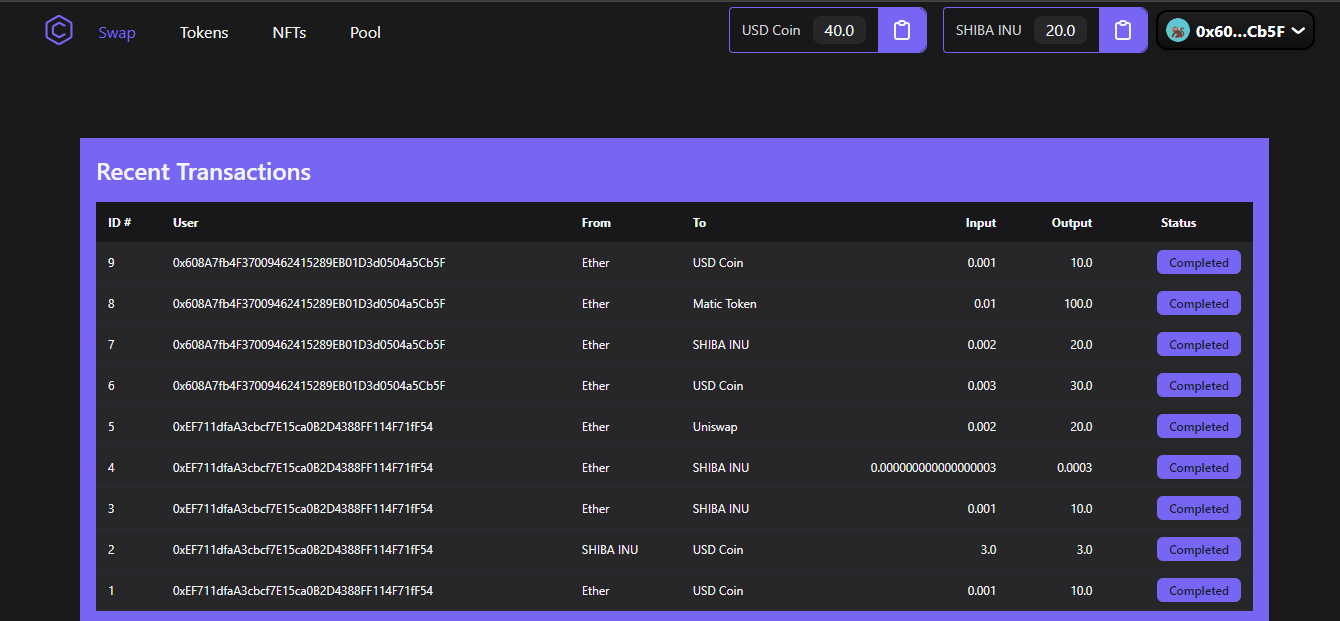 Swap Tokens NFTs Pool USD Coin 40.0 SHIBA INU 20.0 0x60...Cb5F
Recent Transactions
ID # User From To Input Output Status
9 0x608A7fb4F37009462415289EB01D3d0504a5Cb5F Ether USD Coin 0.001 10.0 Completed
8 0x608A7fb4F37009462415289EB01D3d0504a5Cb5F Ether Matic Token 0.01 100.0 Completed
7 0x608A7fb4F37009462415289EB01D3d0504a5Cb5F Ether SHIBA INU 0.002 20.0 Completed
6 0x608A7fb4F37009462415289EB01D3d0504a5Cb5F Ether USD Coin 0.003 30.0 Completed
5 0xEF711dfaA3cbcf7E15ca0B2D4388FF114F71fF54 Ether Uniswap 0.002 20.0 Completed
4 0xEF711dfaA3cbcf7E15ca0B2D4388FF114F71fF54 Ether SHIBA INU 0.000000000000000003 0.0003 Completed
3 0xEF711dfaA3cbcf7E15ca0B2D4388FF114F71fF54 Ether SHIBA INU 0.001 10.0 Completed
2 0xEF711dfaA3cbcf7E15ca0B2D4388FF114F71fF54 SHIBA INU USD Coin 3.0 3.0 Completed
1 0xEF711dfaA3cbcf7E15ca0B2D4388FF114F71fF54 Ether USD Coin 0.001 10.0 Completed